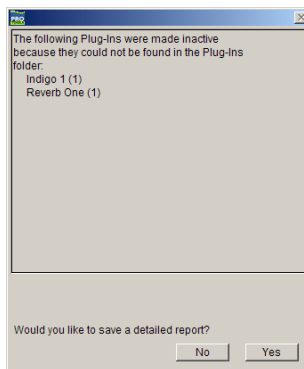 PRO
The following Plug-Ins were made inactive
because they could not be found in the Plug-Ins
folder:
Indigo 1 (1)
Reverb One (1)
Would you like to save a detailed report?
No Yes